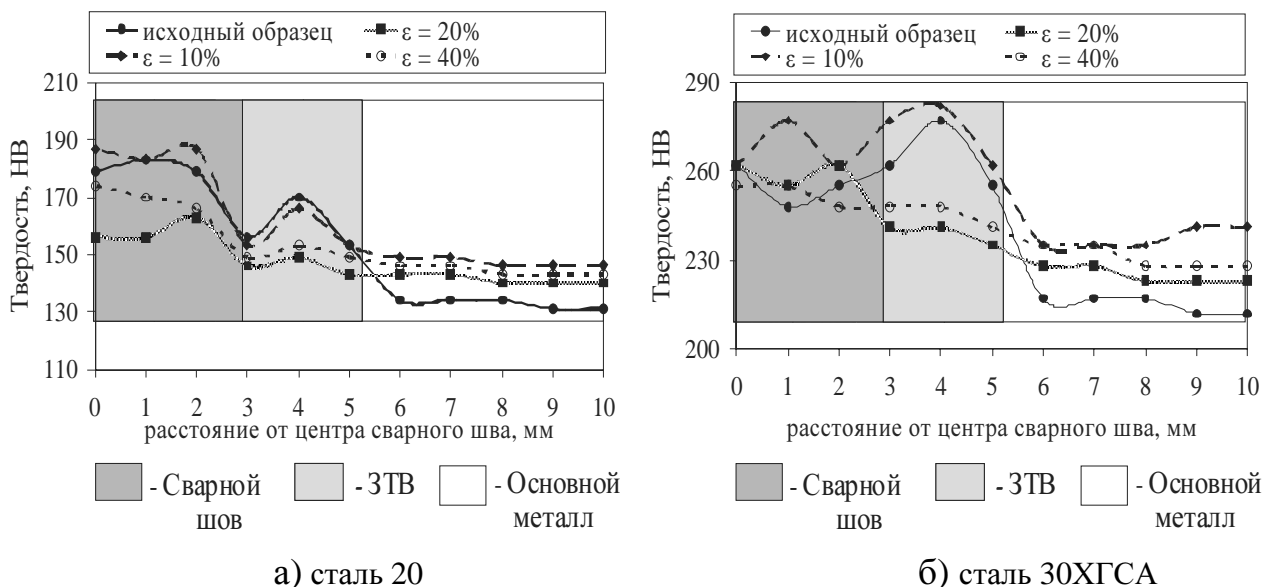 исходный образец
ε = 20%
ε = 10%
ε = 40%
210
190
170
150
130
110
Твердость, НВ
0 1 2 3 4 5 6 7 8 9 10
расстояние от центра сварного шва, мм
- Сварной шов
- ЗТВ
- Основной металл
а) сталь 20
исходный образец
ε = 20%
ε = 10%
ε = 40%
290
260
230
200
Твердость, НВ
0 1 2 3 4 5 6 7 8 9 10
расстояние от центра сварного шва, мм
- Сварной шов
- ЗТВ
- Основной металл
б) сталь 30ХГСА